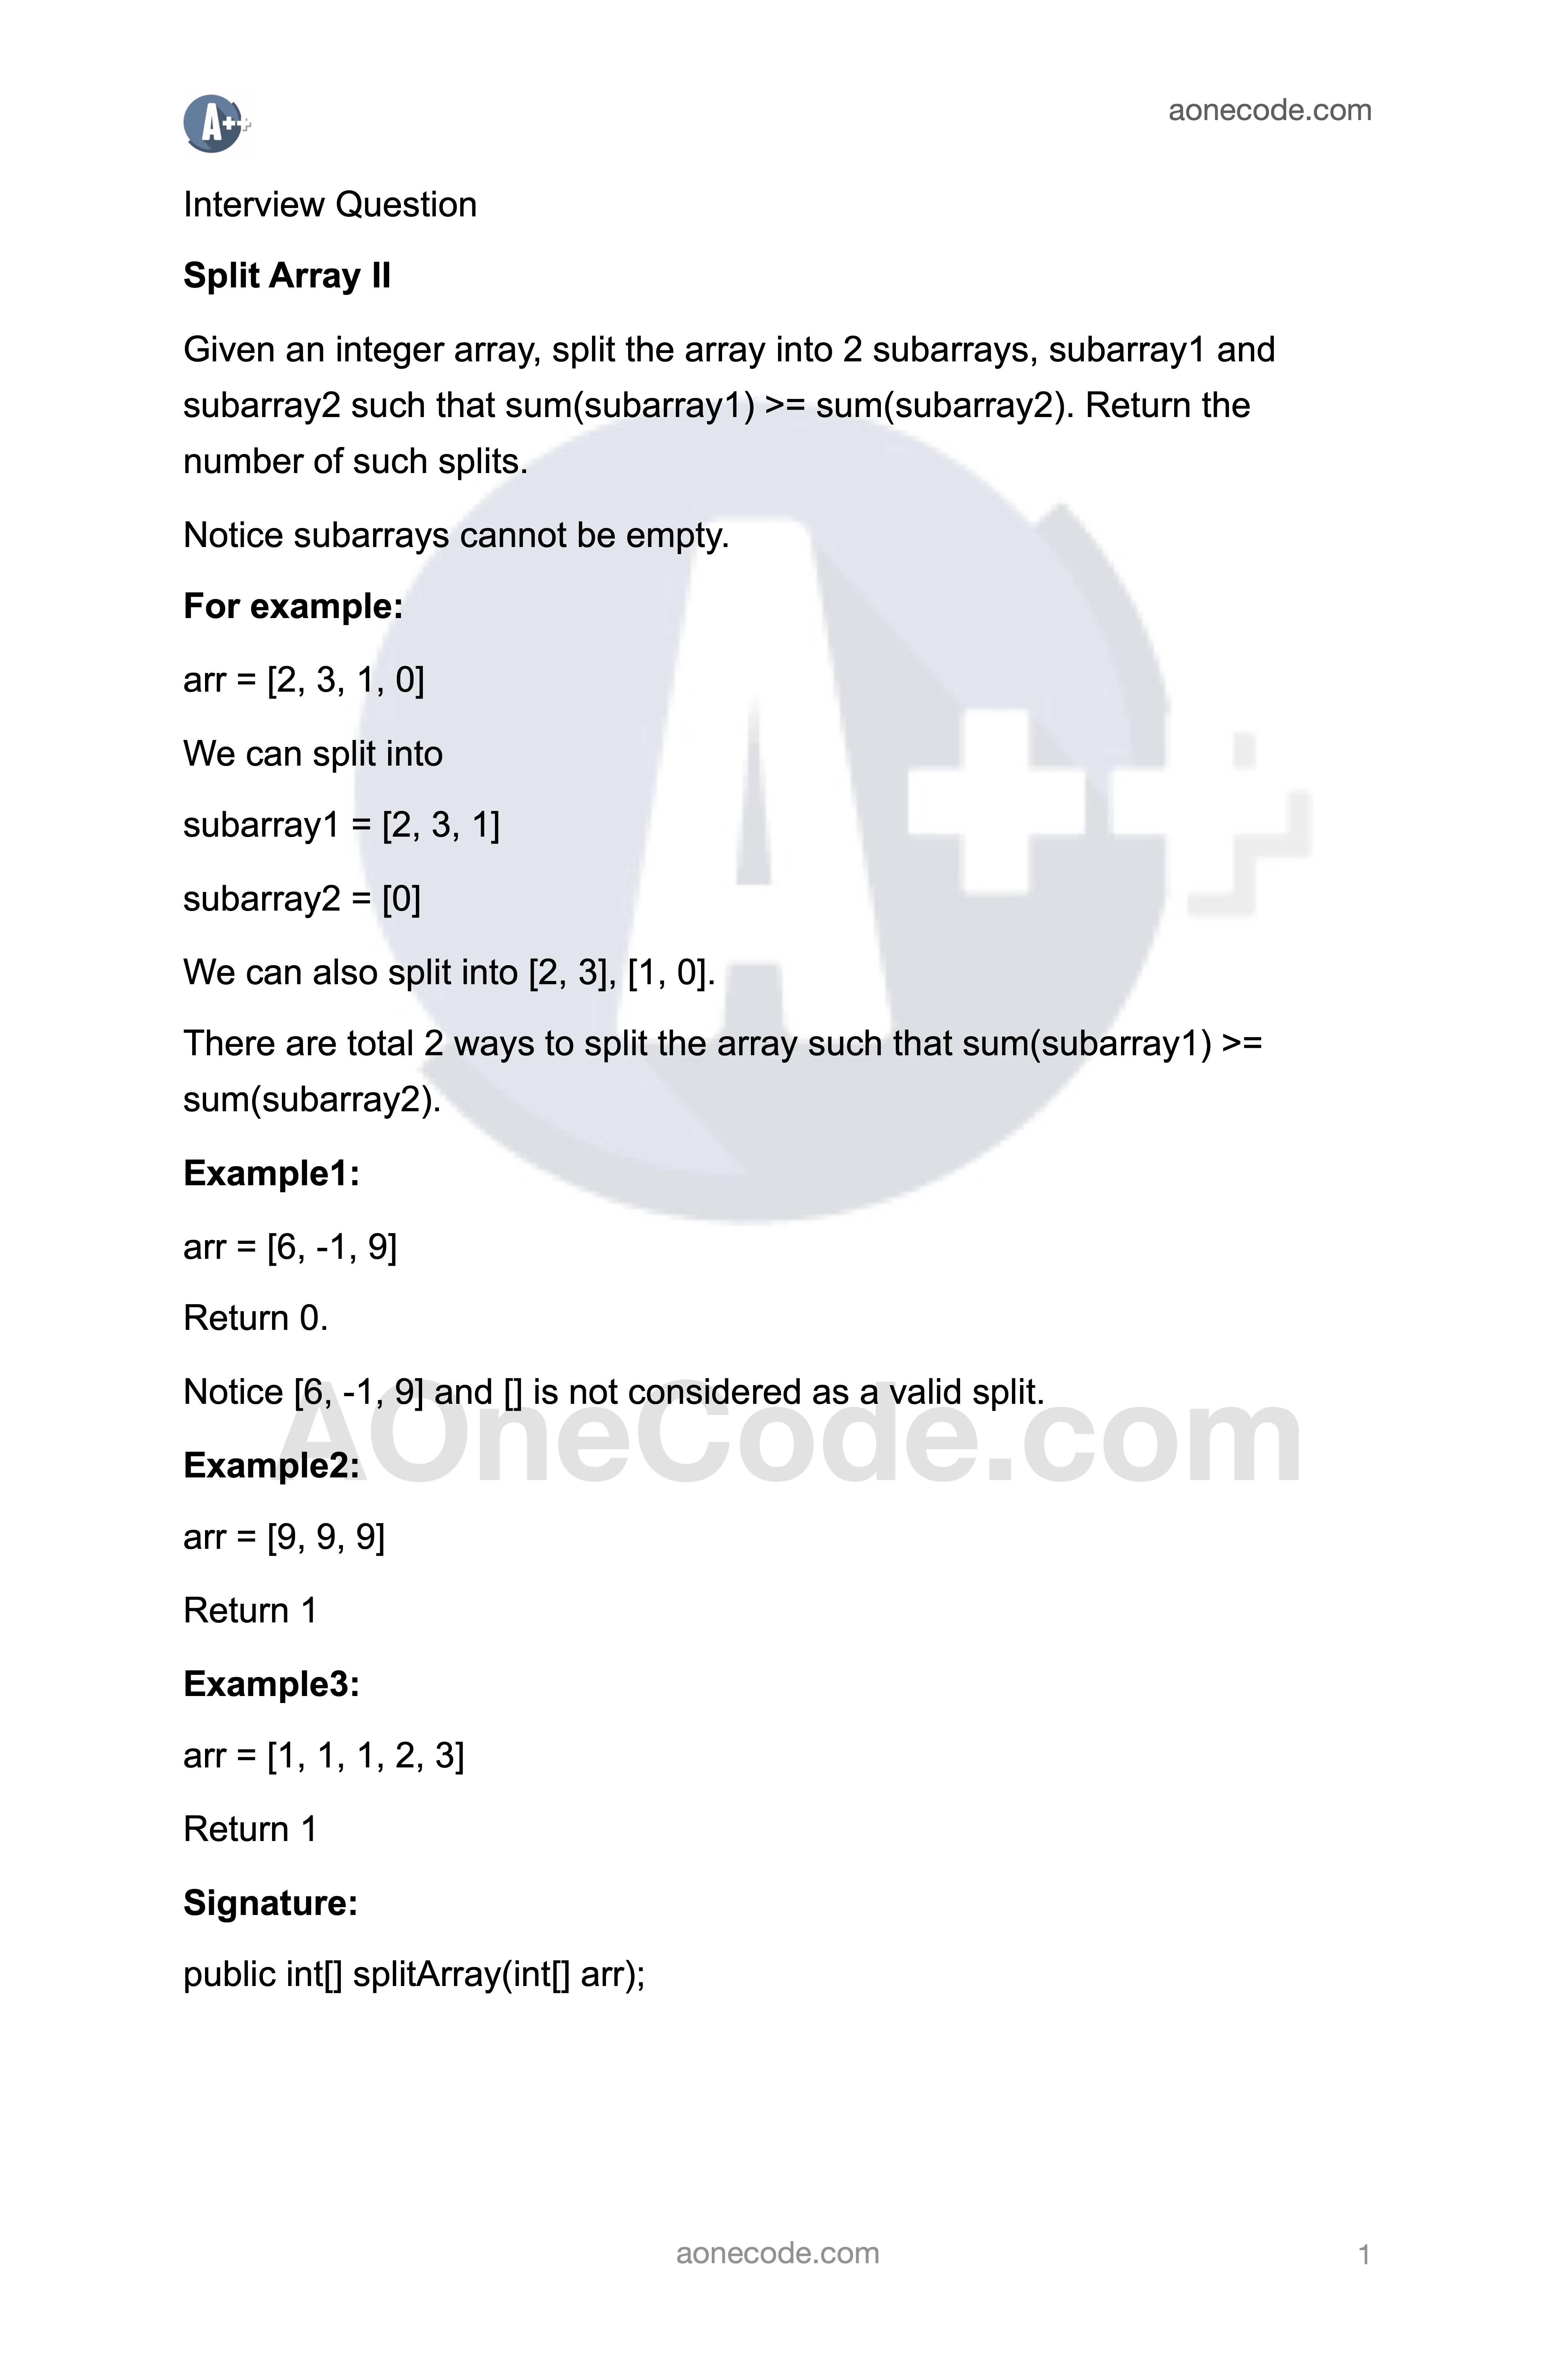 A++
aonecode.com
Interview Question
Split Array II
Given an integer array, split the array into 2 subarrays, subarray1 and
subarray2 such that sum(subarray1) >= sum(subarray2). Return the
number of such splits.
Notice subarrays cannot be empty.
For example:
arr = [2, 3, 1, 0]
We can split into
subarray1 = [2, 3, 1]
subarray2 = [0]
We can also split into [2, 3], [1, 0].
There are total 2 ways to split the array such that sum(subarray1) >=
sum(subarray2).
Example1:
arr = [6, -1, 9]
Return 0.
Notice [6, -1, 9] and [] is not considered as a valid split.
Example2:
arr = [9, 9, 9]
Return 1
Example3:
arr = [1, 1, 1, 2, 3]
Return 1
Signature:
public int[] splitArray(int[] arr);
A++
AOneCode.com
aonecode.com
1